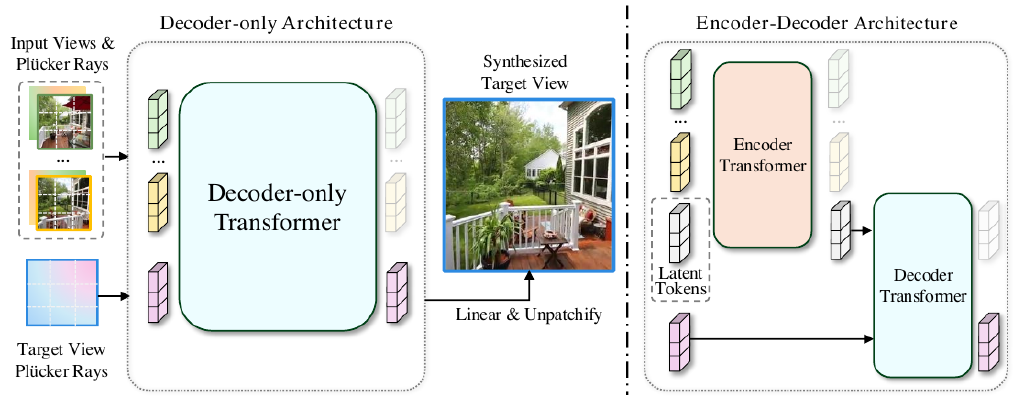 Decoder-only Architecture
Input Views &
Plücker Rays
...
...
Decoder-only
Transformer
Target View
Plücker Rays
Synthesized
Target View
Linear & Unpatchify
Encoder-Decoder Architecture
...
...
Encoder
Transformer
Latent
Tokens
Decoder
Transformer